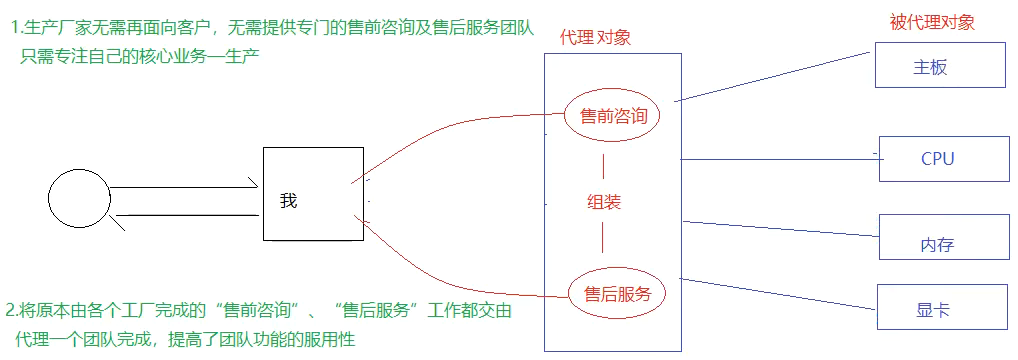 1.生产厂家无需再面向客户，无需提供专门的售前咨询及售后服务团队
只需专注自己的核心业务—生产
代理对象
被代理对象
主板
售前咨询
CPU
我
组装
内存
售后服务
显卡
2.将原本由各个工厂完成的“售前咨询”、“售后服务”工作都交由
代理一个团队完成，提高了团队功能的服用性